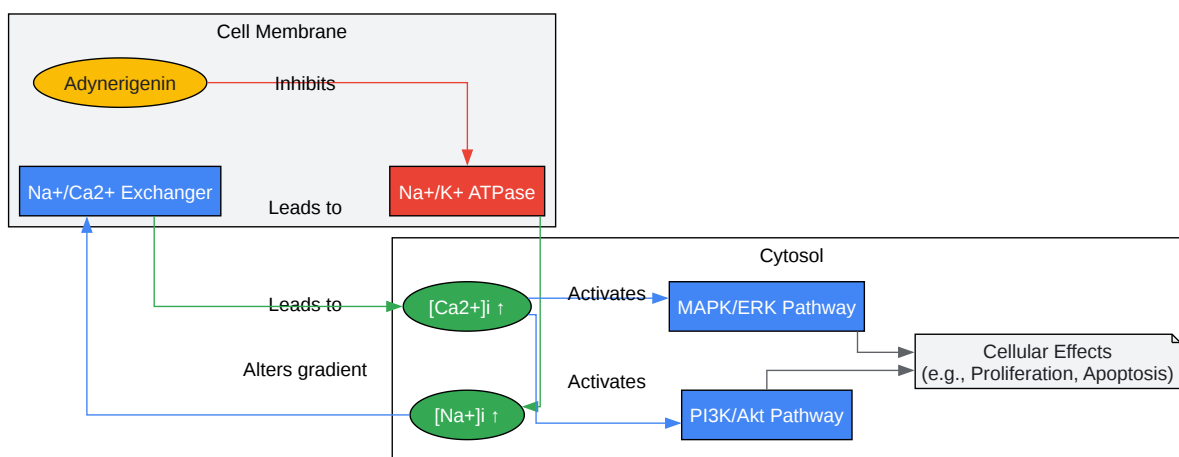 Cell Membrane
Adynerigenin
Inhibits
Na+/Ca2+ Exchanger
Na+/K+ ATPase
Leads to
Cytosol
[Ca2+]i ↑
Activates
MAPK/ERK Pathway
Leads to
Cellular Effects
(e.g., Proliferation, Apoptosis)
Alters gradient
Activates
[Na+]i ↑
PI3K/Akt Pathway